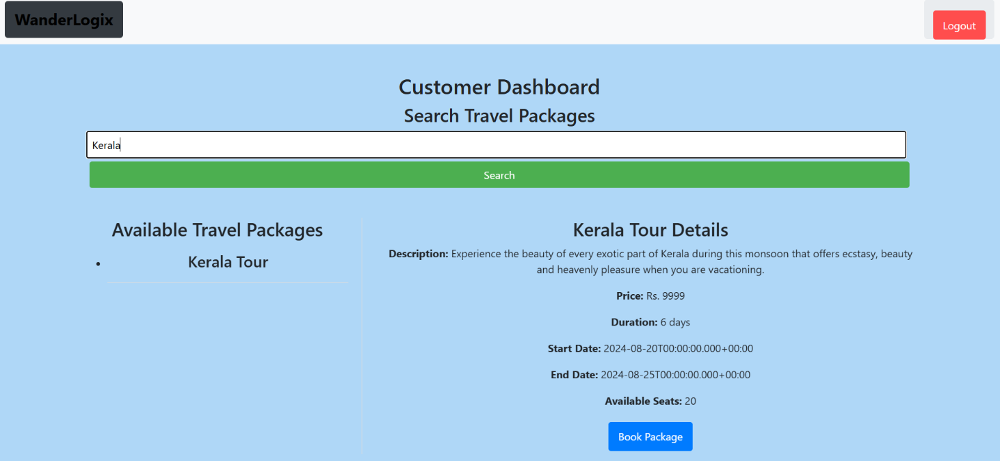 WanderLogix
Logout
Customer Dashboard
Search Travel Packages
Kerala
Search
Available Travel Packages
Kerala Tour
Kerala Tour Details
Description: Experience the beauty of every exotic part of Kerala during this monsoon that offers ecstasy, beauty
and heavenly pleasure when you are vacationing.
Price: Rs. 9999
Duration: 6 days
Start Date: 2024-08-20T00:00:00.000+00:00
End Date: 2024-08-25T00:00:00.000+00:00
Available Seats: 20
Book Package